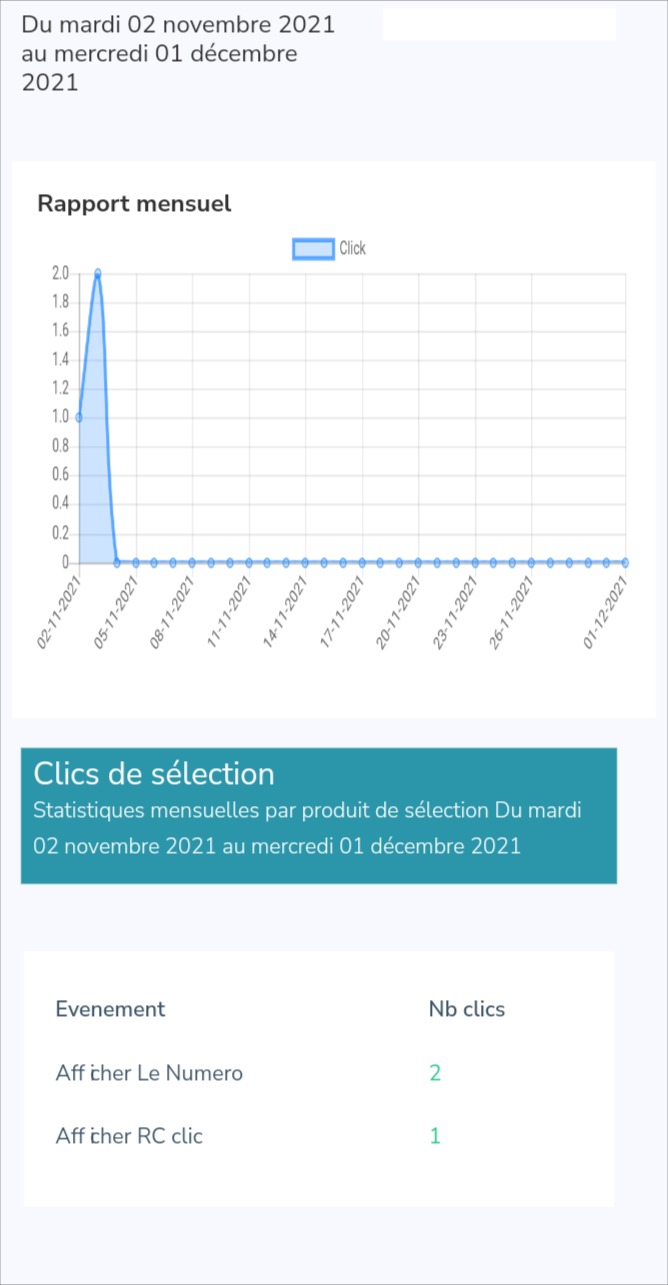 Du mardi 02 novembre 2021
au mercredi 01 décembre
2021
Rapport mensuel
Click
2.0
1.8
1.6
1.4
1.2
1.0
0.8
0.6
0.4
0.2
0
02-11-2021
05-11-2021
08-11-2021
11-11-2021
14-11-2021
17-11-2021
20-11-2021
23-11-2021
26-11-2021
01-12-2021
Clics de sélection
Statistiques mensuelles par produit de sélection Du mardi
02 novembre 2021 au mercredi 01 décembre 2021
Evenement Nb clics
Afficher Le Numero 2
Afficher RC clic 1